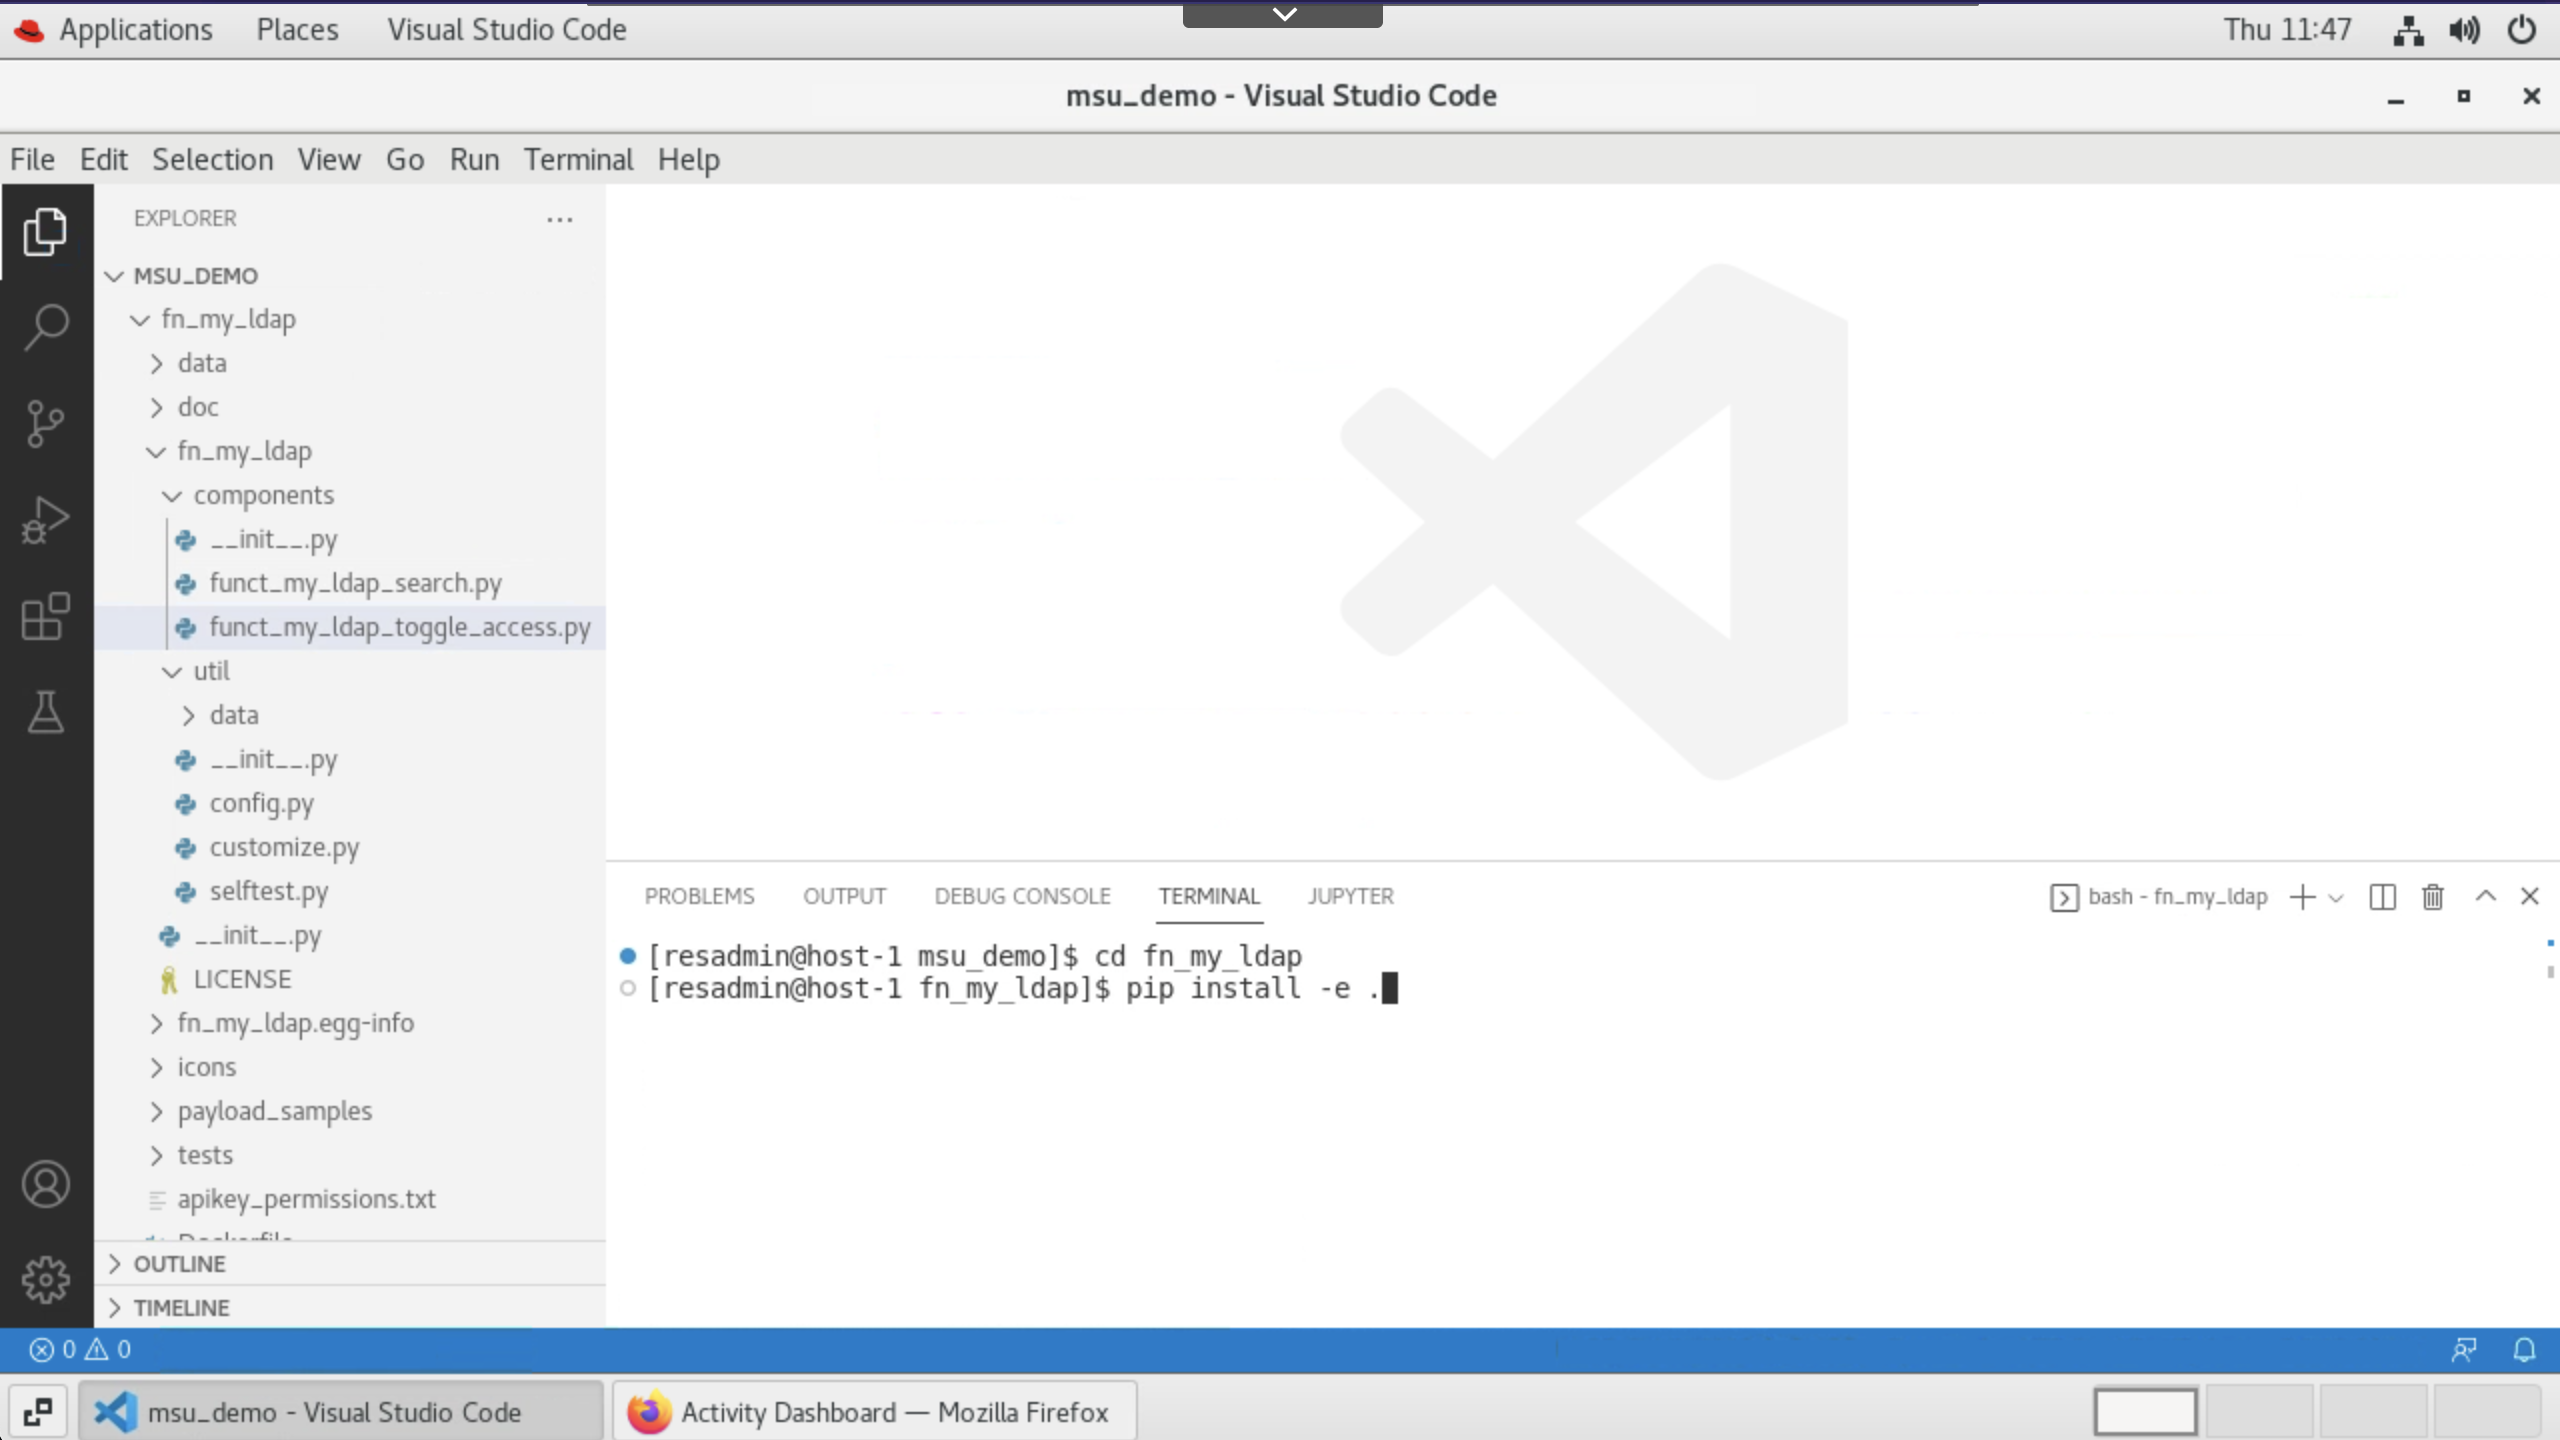 Applications Places Visual Studio Code Thu 11:47
msu_demo - Visual Studio Code
File Edit Selection View Go Run Terminal Help
EXPLORER
MSU_DEMO
fn_my_ldap
data
doc
fn_my_ldap
components
__init__.py
funct_my_ldap_search.py
funct_my_ldap_toggle_access.py
util
data
__init__.py
config.py
customize.py
selftest.py
__init__.py
LICENSE
fn_my_ldap.egg-info
icons
payload_samples
tests
apikey_permissions.txt
Dockerfile
OUTLINE
TIMELINE
PROBLEMS OUTPUT DEBUG CONSOLE TERMINAL JUPYTER bash - fn_my_ldap
[resadmin@host-1 msu_demo]$ cd fn_my_ldap
[resadmin@host-1 fn_my_ldap]$ pip install -e .
0 0
msu_demo - Visual Studio Code Activity Dashboard — Mozilla Firefox